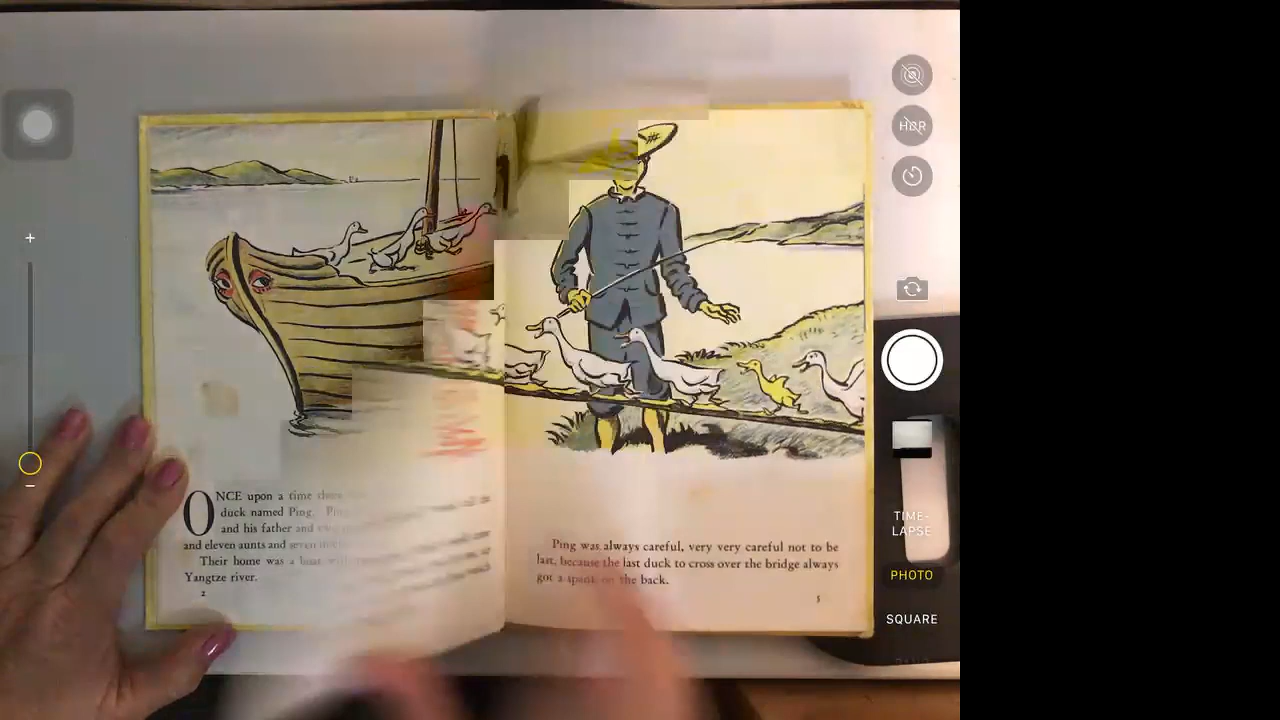 ONCE upon a time
duck named Ping.
and his father and
and eleven aunts and seven
Their home was a boat
Yangtze river.
2
Ping was always careful, very very careful not to be
last, because the last duck to cross over the bridge always
got a spank on the back.
5
HDR
TIME-
LAPSE
PHOTO
SQUARE